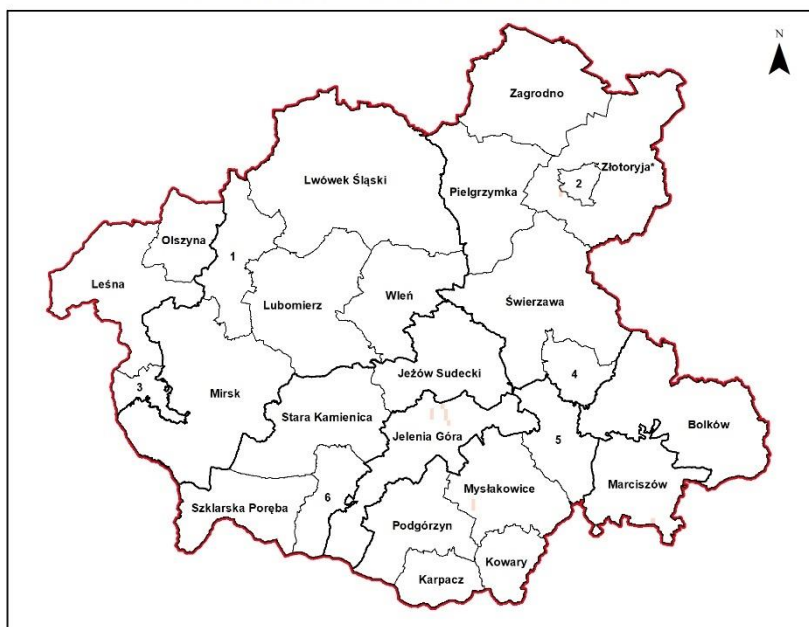 N
Zagrodno
Złotoryja*
Lwówek Śląski
Pielgrzymka
2
Olszyna
1
Leśna
Lubomierz
Wleń
Świerzawa
Jeżów Sudecki
4
3
Mirsk
Stara Kamienica
Bolków
Jelenia Góra
5
Marciszów
Mysłakowice
6
Szklarska Poręba
Podgórzyn
Kowary
Karpacz